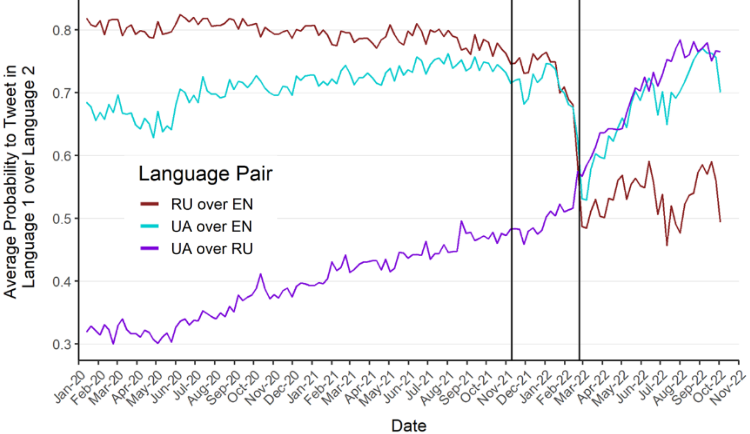 Average Probability to Tweet in
Language 1 over Language 2
0.8
0.7
0.6
0.5
0.4
0.3
Language Pair
RU over EN
UA over EN
UA over RU
Jan-20
Feb-20
Mar-20
Apr-20
May-20
Jun-20
Jul-20
Aug-20
Sep-20
Oct-20
Nov-20
Dec-20
Jan-21
Feb-21
Mar-21
Apr-21
May-21
Jun-21
Jul-21
Aug-21
Sep-21
Oct-21
Nov-21
Dec-21
Jan-22
Feb-22
Mar-22
Apr-22
May-22
Jun-22
Jul-22
Aug-22
Sep-22
Oct-22
Nov-22
Date